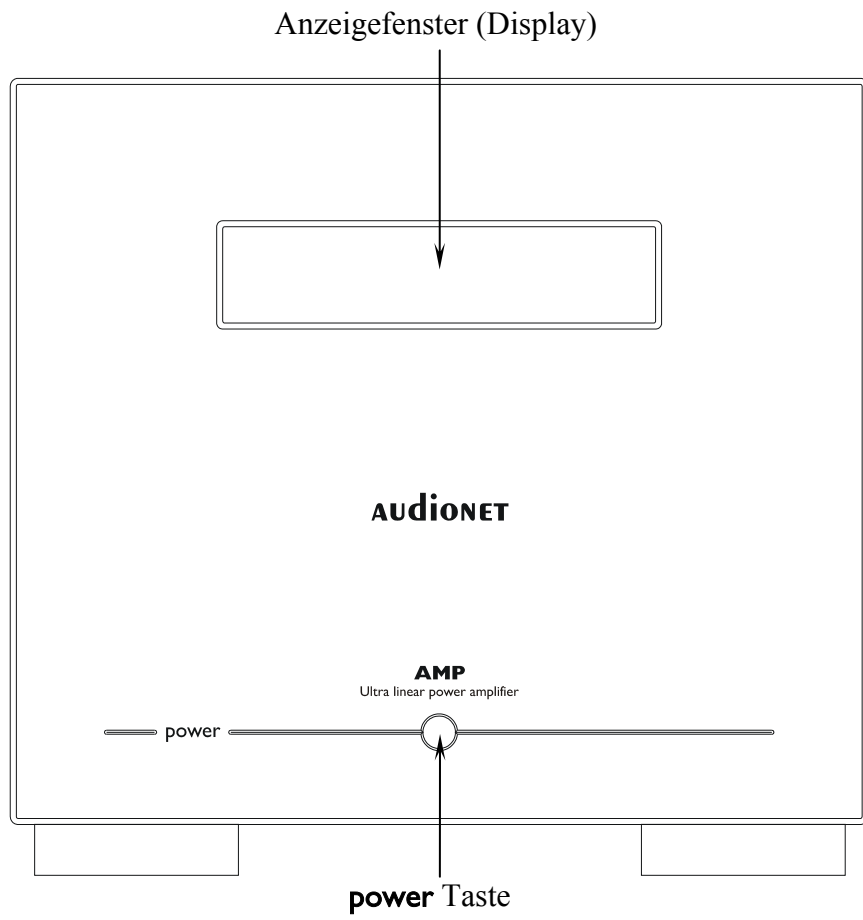 Anzeigefenster (Display)
AUdioNET
AMP
Ultra linear power amplifier
power
power Taste